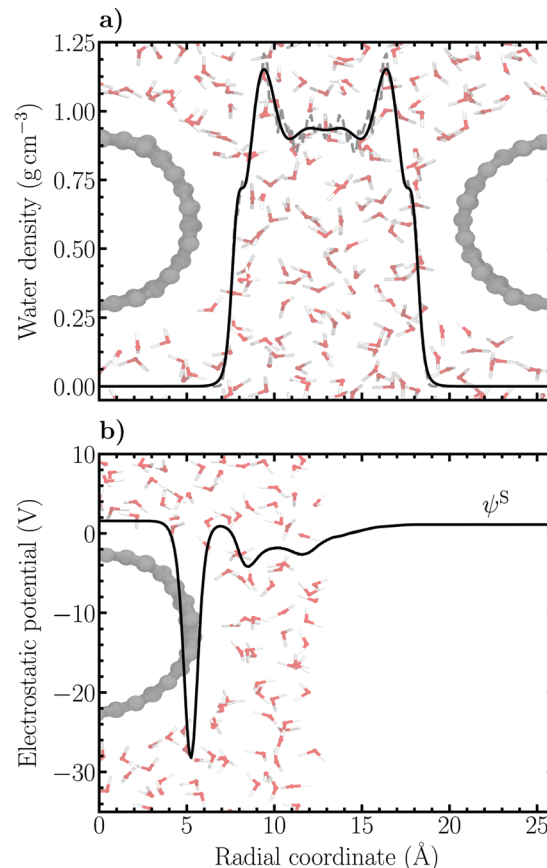 a)
1.25
1.00
0.75
0.50
0.25
0.00
Water density (g cm⁻³)
b)
10
0
−10
−20
−30
Electrostatic potential (V)
ψˢ
0 5 10 15 20 25
Radial coordinate (Å)